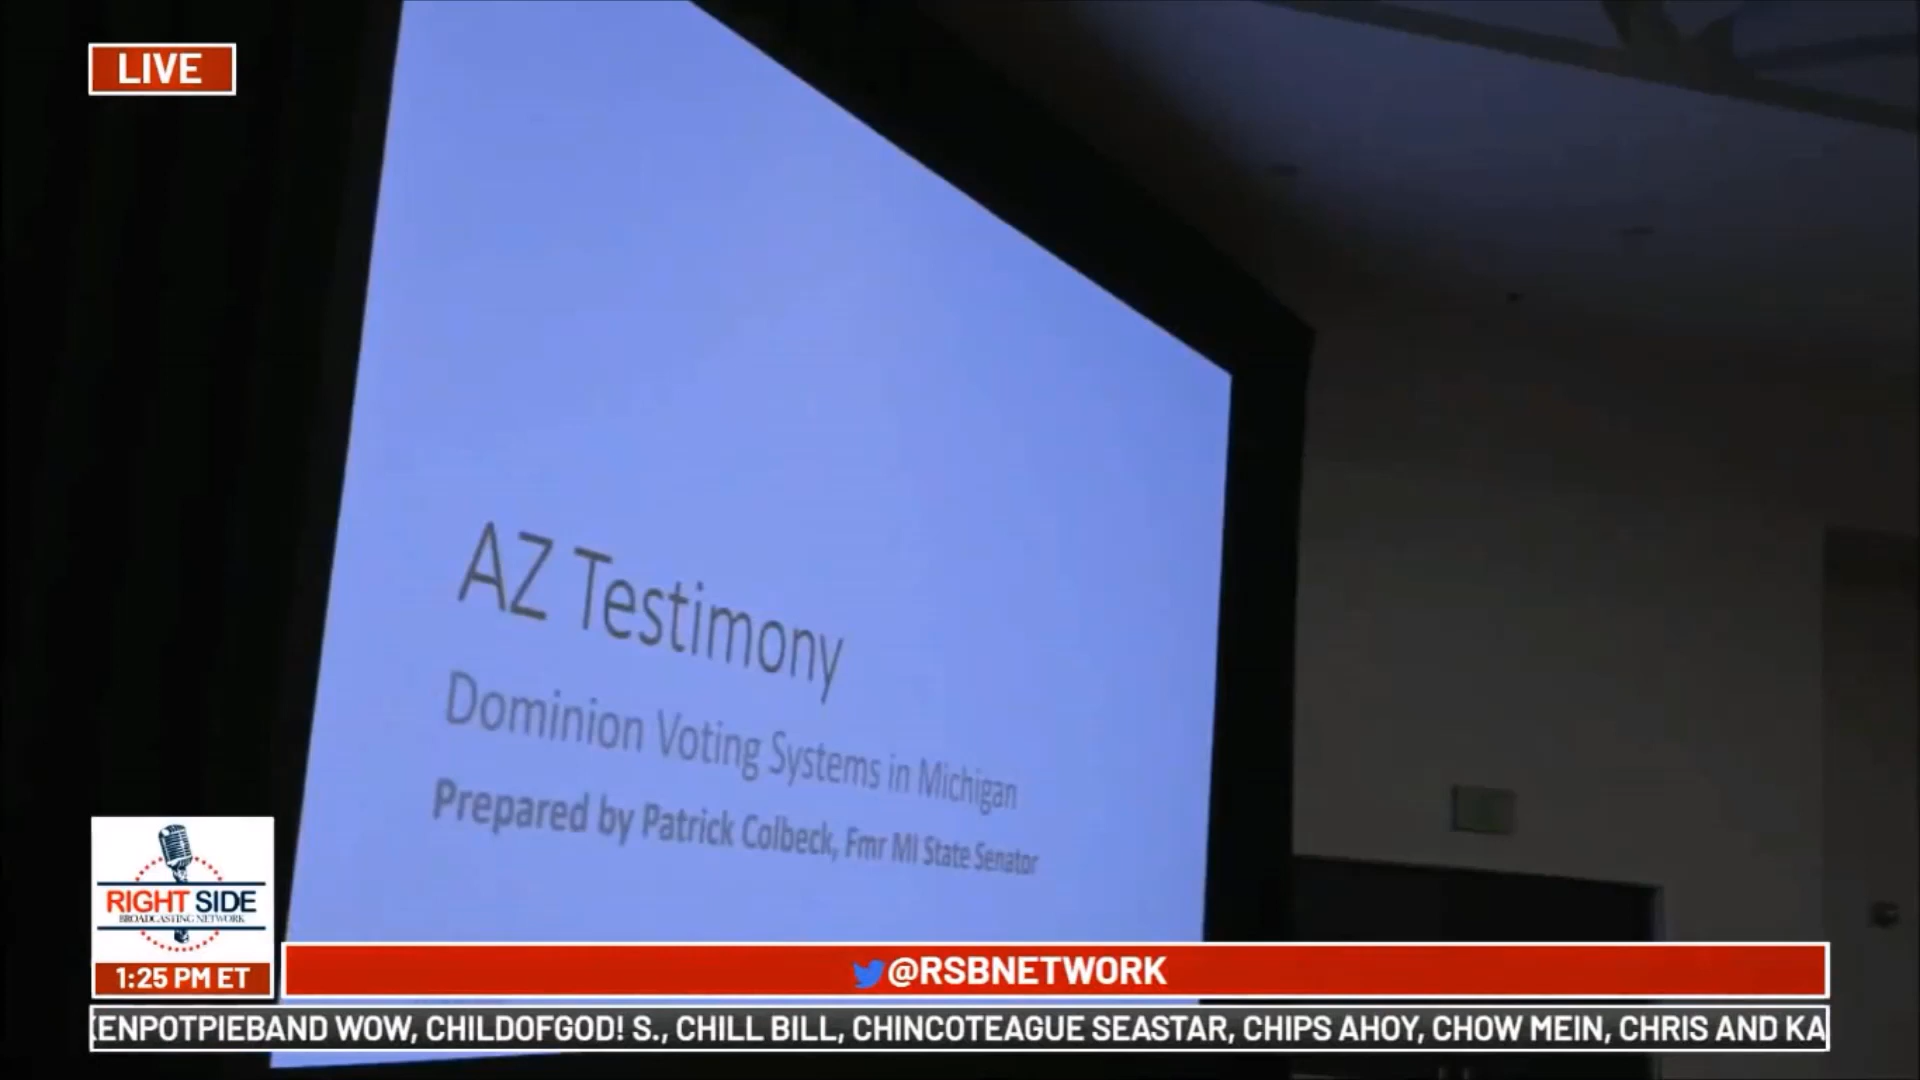 LIVE
AZ Testimony
Dominion Voting Systems in Michigan
Prepared by Patrick Colbeck, Fmr MI State Senator
RIGHT SIDE
BROADCASTING NETWORK
1:25 PM ET
@RSBNETWORK
ENPOTPIEBAND WOW, CHILDOFGOD! S., CHILL BILL, CHINCOTEAGUE SEASTAR, CHIPS AHOY, CHOW MEIN, CHRIS AND KA